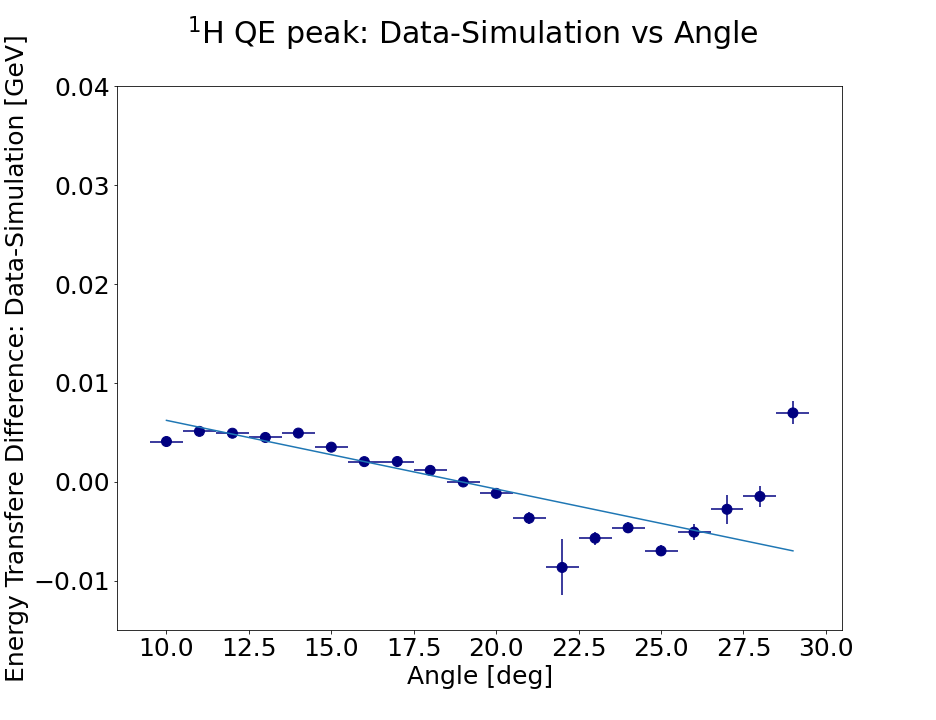 ¹H QE peak: Data-Simulation vs Angle
Energy Transfere Difference: Data-Simulation [GeV]
0.04
0.03
0.02
0.01
0.00
−0.01
10.0 12.5 15.0 17.5 20.0 22.5 25.0 27.5 30.0
Angle [deg]